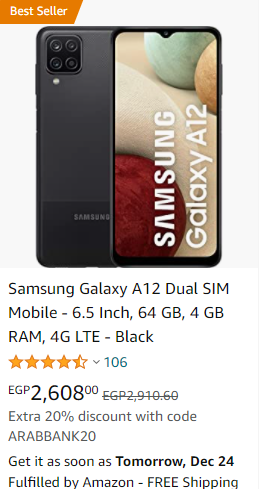 Best Seller
SAMSUNG
SAMSUNG
Galaxy A12
Samsung Galaxy A12 Dual SIM
Mobile - 6.5 Inch, 64 GB, 4 GB
RAM, 4G LTE - Black
106
EGP2,608.00 EGP2,910.60
Extra 20% discount with code
ARABBANK20
Get it as soon as Tomorrow, Dec 24
Fulfilled by Amazon - FREE Shipping